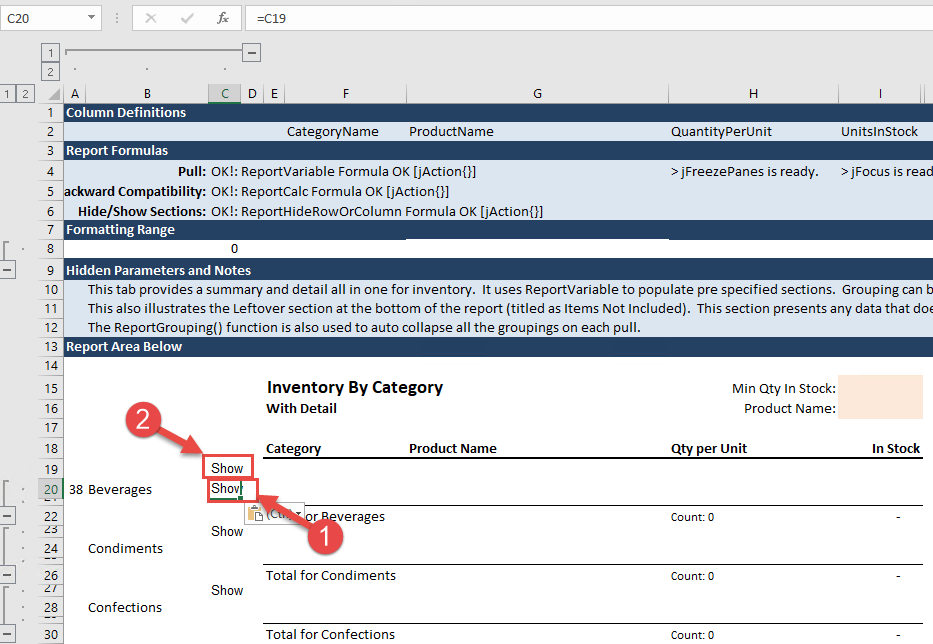 C20 fx =C19
1
2
1 2 A B C D E F G H I
1 Column Definitions
2 CategoryName ProductName QuantityPerUnit UnitsInStock
3 Report Formulas
4 Pull: OK!: ReportVariable Formula OK [jAction{}] > jFreezePanes is ready. > jFocus is read
5 ackward Compatibility: OK!: ReportCalc Formula OK [jAction{}]
6 Hide/Show Sections: OK!: ReportHideRowOrColumn Formula OK [jAction{}]
7 Formatting Range
8 0
9 Hidden Parameters and Notes
10 This tab provides a summary and detail all in one for inventory. It uses ReportVariable to populate pre specified sections. Grouping can b
11 This also illustrates the Leftover section at the bottom of the report (titled as Items Not Included). This section presents any data that doe
12 The ReportGrouping() function is also used to auto collapse all the groupings on each pull.
13 Report Area Below
14
15 Inventory By Category Min Qty In Stock:
16 With Detail Product Name:
17
2
18 Category Product Name Qty per Unit In Stock
19 Show
20 38 Beverages Show
22 (Ctrl) or Beverages Count: 0 -
1
23 Show
24 Condiments
26 Total for Condiments Count: 0 -
27 Show
28 Confections
30 Total for Confections Count: 0 -